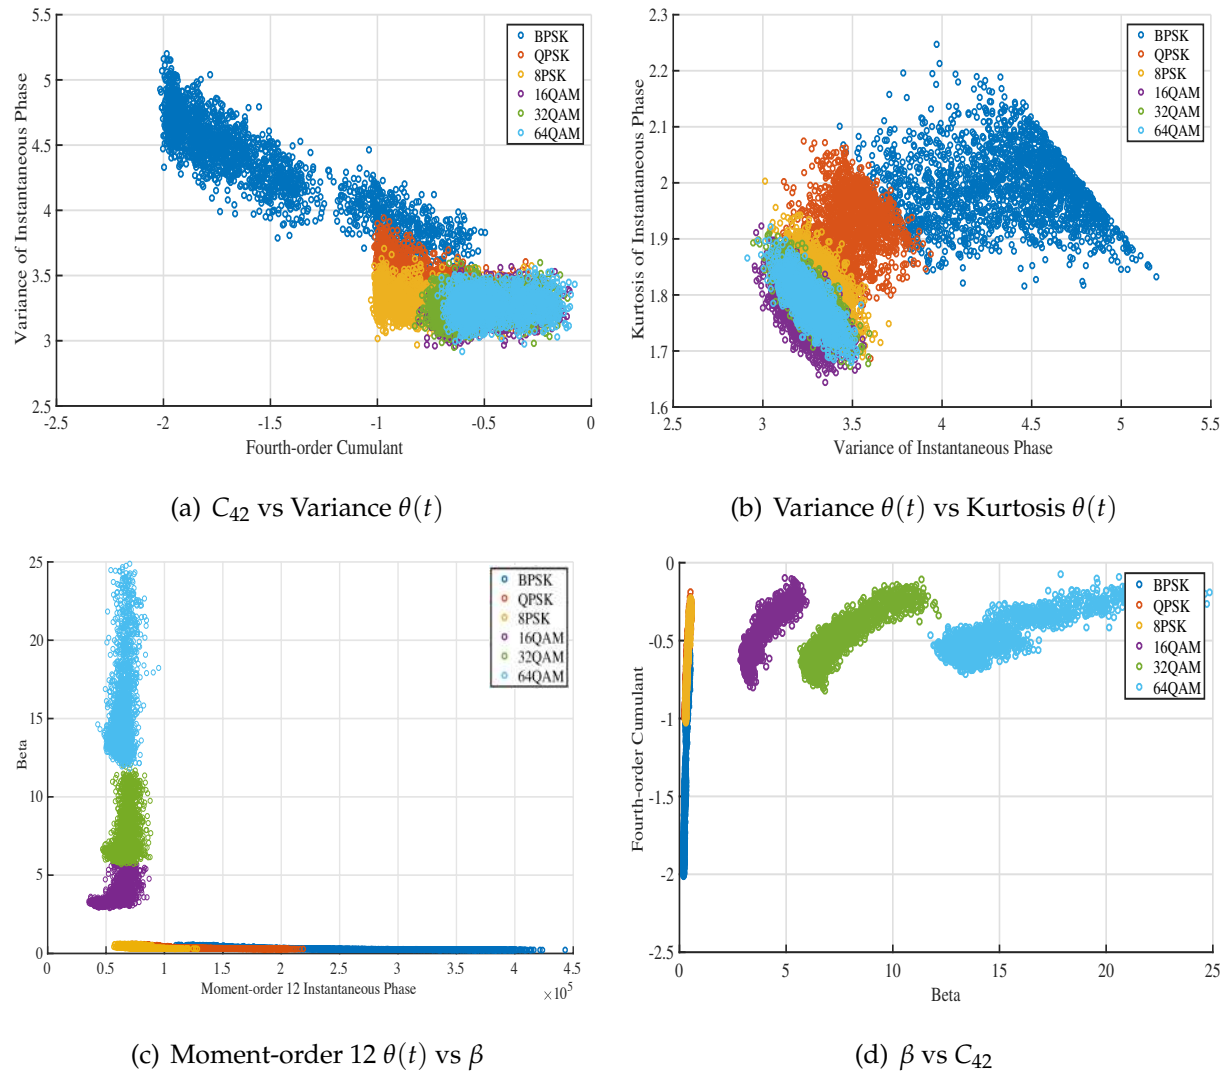 5.5
5
4.5
4
3.5
3
2.5
-2.5
-2
-1.5
-1
-0.5
0
Variance of Instantaneous Phase
Fourth-order Cumulant
BPSK
QPSK
8PSK
16QAM
32QAM
64QAM
(a) C42 vs Variance θ(t)
2.3
2.2
2.1
2
1.9
1.8
1.7
1.6
2.5
3
3.5
4
4.5
5
5.5
Kurtosis of Instantaneous Phase
Variance of Instantaneous Phase
BPSK
QPSK
8PSK
16QAM
32QAM
64QAM
(b) Variance θ(t) vs Kurtosis θ(t)
25
20
15
10
5
0
0
0.5
1
1.5
2
2.5
3
3.5
4
4.5
×10^5
Beta
Moment-order 12 Instantaneous Phase
BPSK
QPSK
8PSK
16QAM
32QAM
64QAM
(c) Moment-order 12 θ(t) vs β
0
-0.5
-1
-1.5
-2
-2.5
0
5
10
15
20
25
Fourth-order Cumulant
Beta
BPSK
QPSK
8PSK
16QAM
32QAM
64QAM
(d) β vs C42